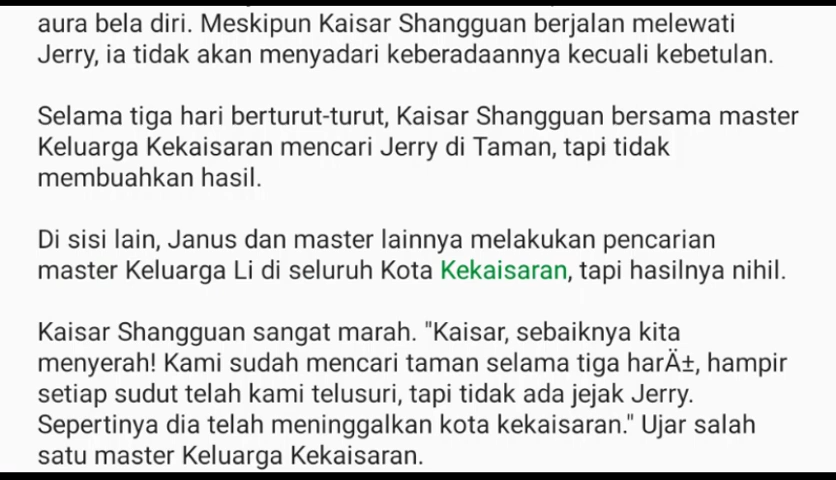 aura bela diri. Meskipun Kaisar Shangguan berjalan melewati
Jerry, ia tidak akan menyadari keberadaannya kecuali kebetulan.
Selama tiga hari berturut-turut, Kaisar Shangguan bersama master
Keluarga Kekaisaran mencari Jerry di Taman, tapi tidak
membuahkan hasil.
Di sisi lain, Janus dan master lainnya melakukan pencarian
master Keluarga Li di seluruh Kota Kekaisaran, tapi hasilnya nihil.
Kaisar Shangguan sangat marah. "Kaisar, sebaiknya kita
menyerah! Kami sudah mencari taman selama tiga harÄ±, hampir
setiap sudut telah kami telusuri, tapi tidak ada jejak Jerry.
Sepertinya dia telah meninggalkan kota kekaisaran." Ujar salah
satu master Keluarga Kekaisaran.